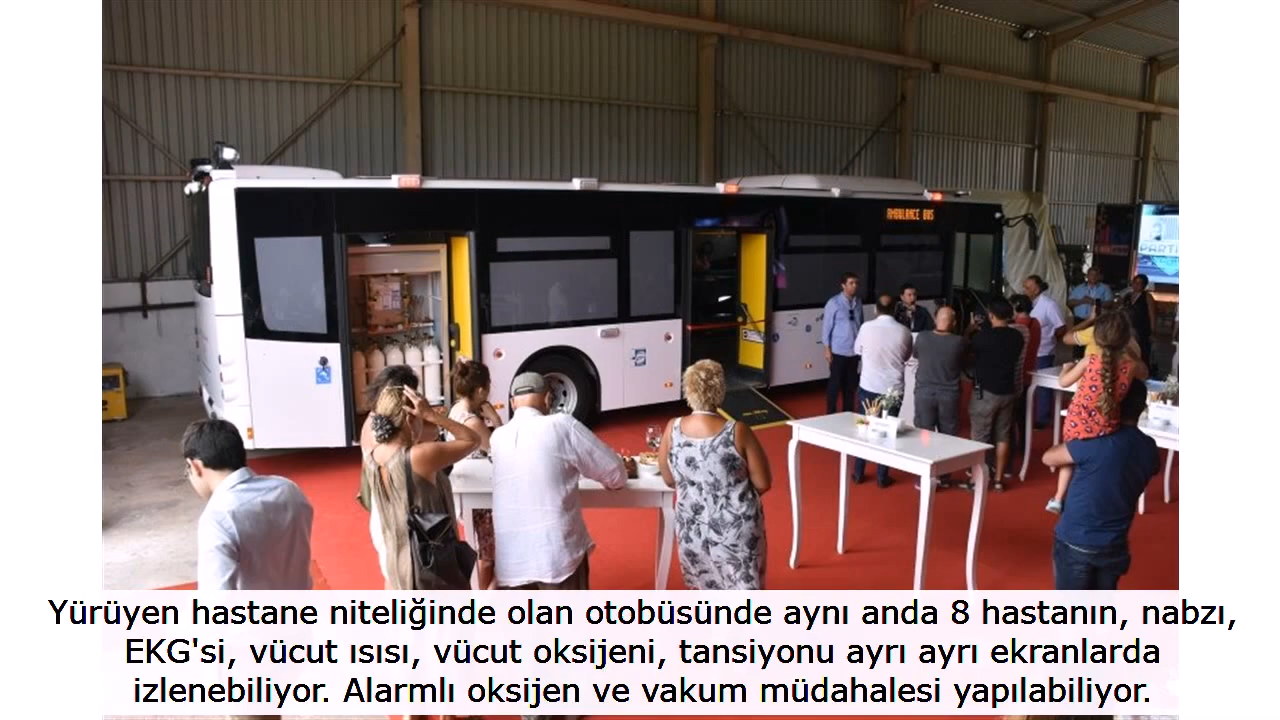 AMBULANCE BUS
PARTI
Yürüyen hastane niteliğinde olan otobüsünde aynı anda 8 hastanın, nabzı,
EKG'si, vücut ısısı, vücut oksijeni, tansiyonu ayrı ayrı ekranlarda
izlenebiliyor. Alarmlı oksijen ve vakum müdahalesi yapılabiliyor.